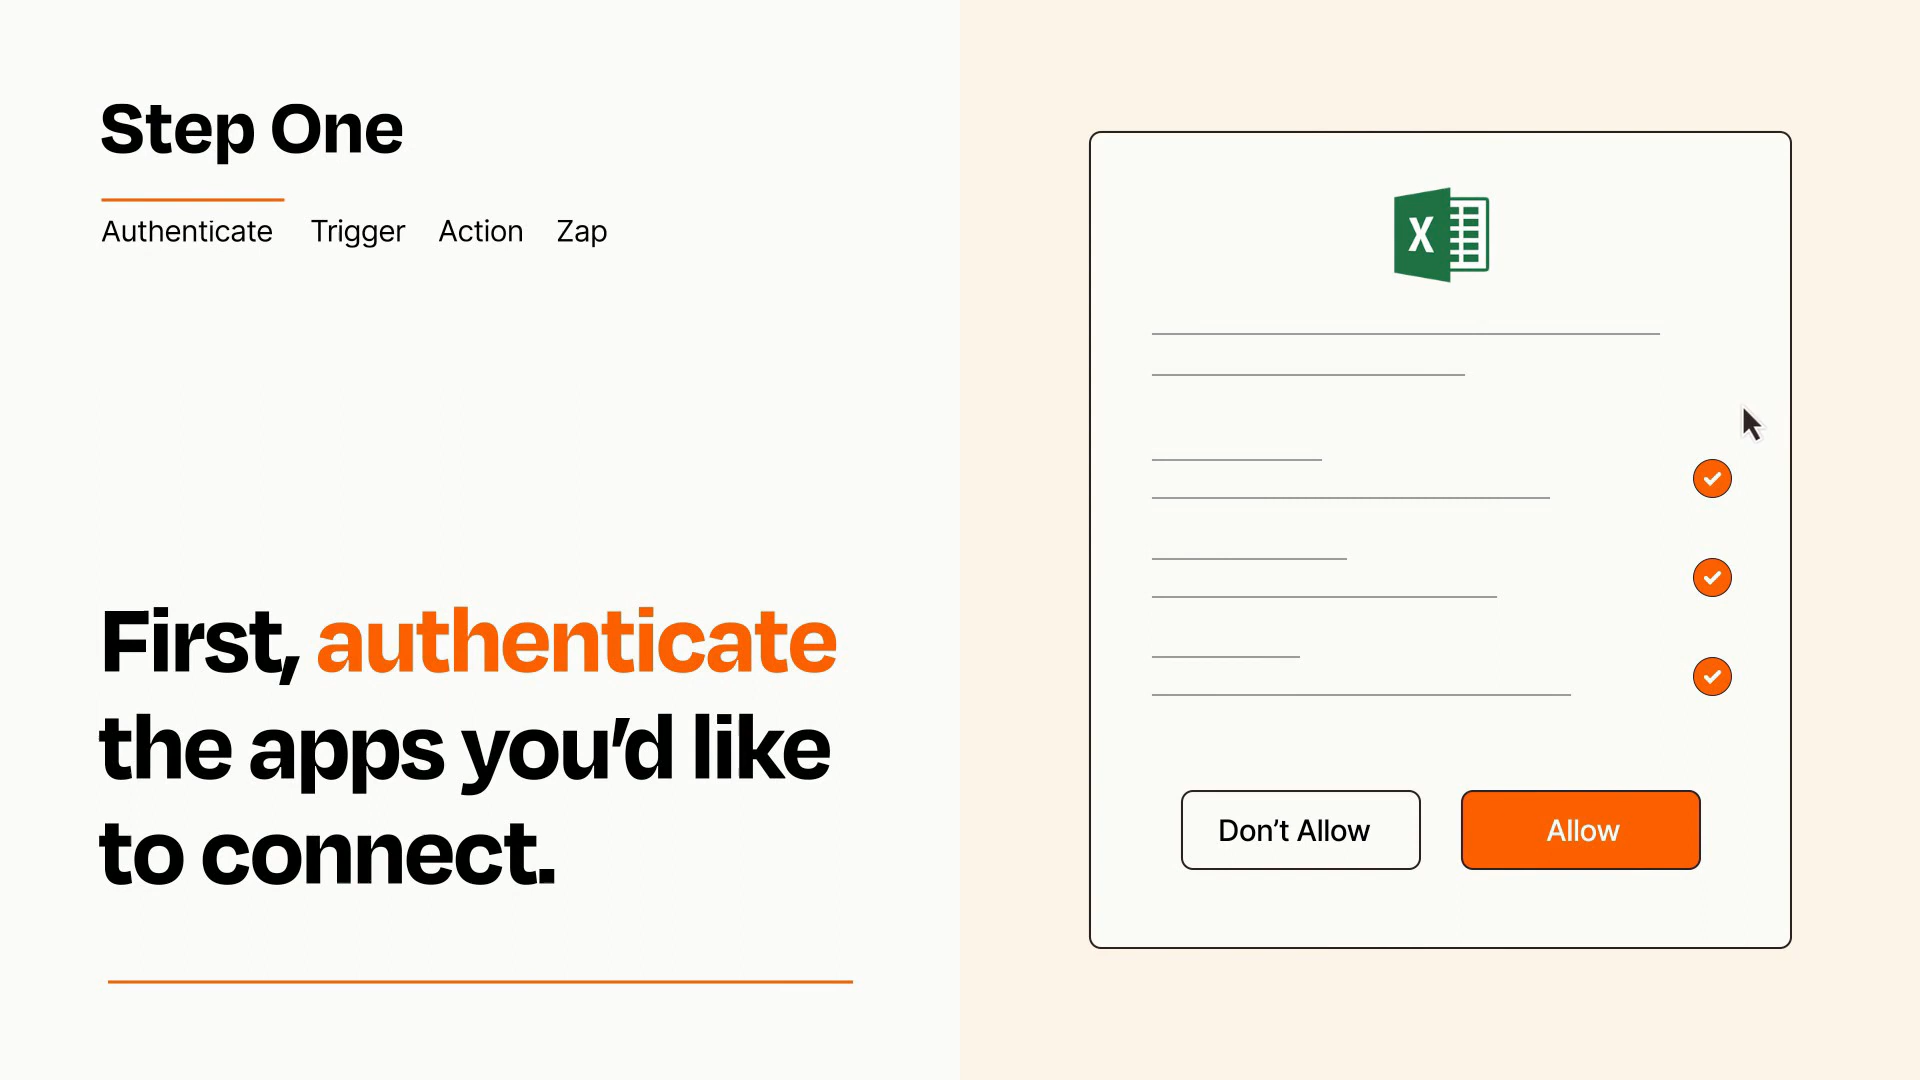 Step One
Authenticate Trigger Action Zap
First, authenticate
the apps you’d like
to connect.
X
Don’t Allow
Allow